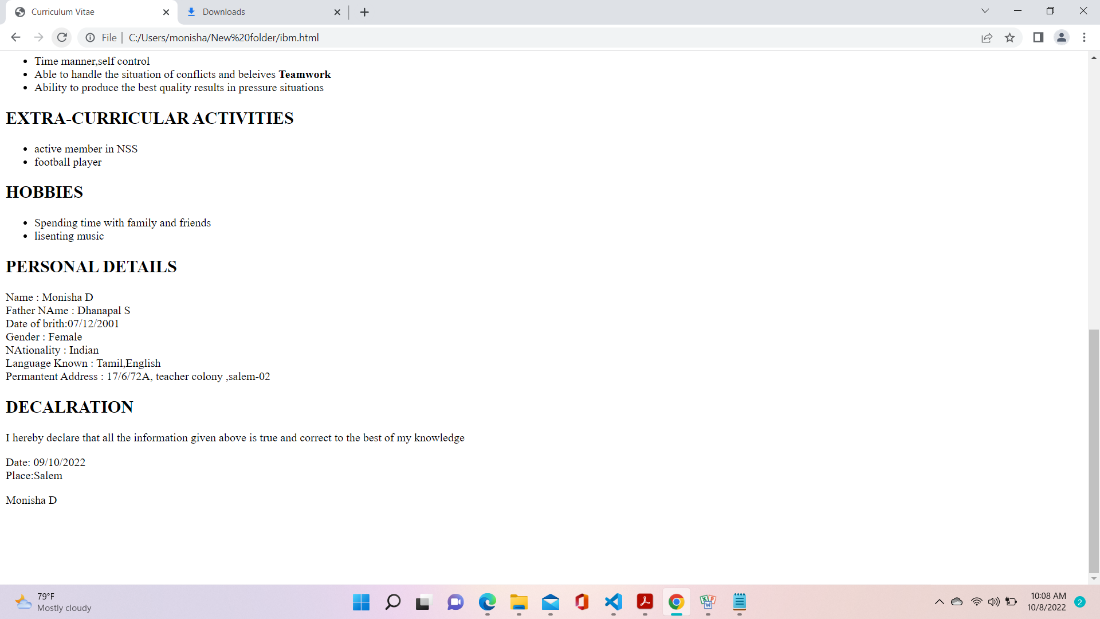 Curriculum Vitae
Downloads
File | C:/Users/monisha/New%20folder/ibm.html
Time manner,self control
Able to handle the situation of conflicts and beleives Teamwork
Ability to produce the best quality results in pressure situations
EXTRA-CURRICULAR ACTIVITIES
active member in NSS
football player
HOBBIES
Spending time with family and friends
lisenting music
PERSONAL DETAILS
Name : Monisha D
Father NAme : Dhanapal S
Date of brith:07/12/2001
Gender : Female
NAtionality : Indian
Language Known : Tamil,English
Permantent Address : 17/6/72A, teacher colony ,salem-02
DECALRATION
I hereby declare that all the information given above is true and correct to the best of my knowledge
Date: 09/10/2022
Place:Salem
Monisha D
79°F
Mostly cloudy
10:08 AM
10/8/2022
2